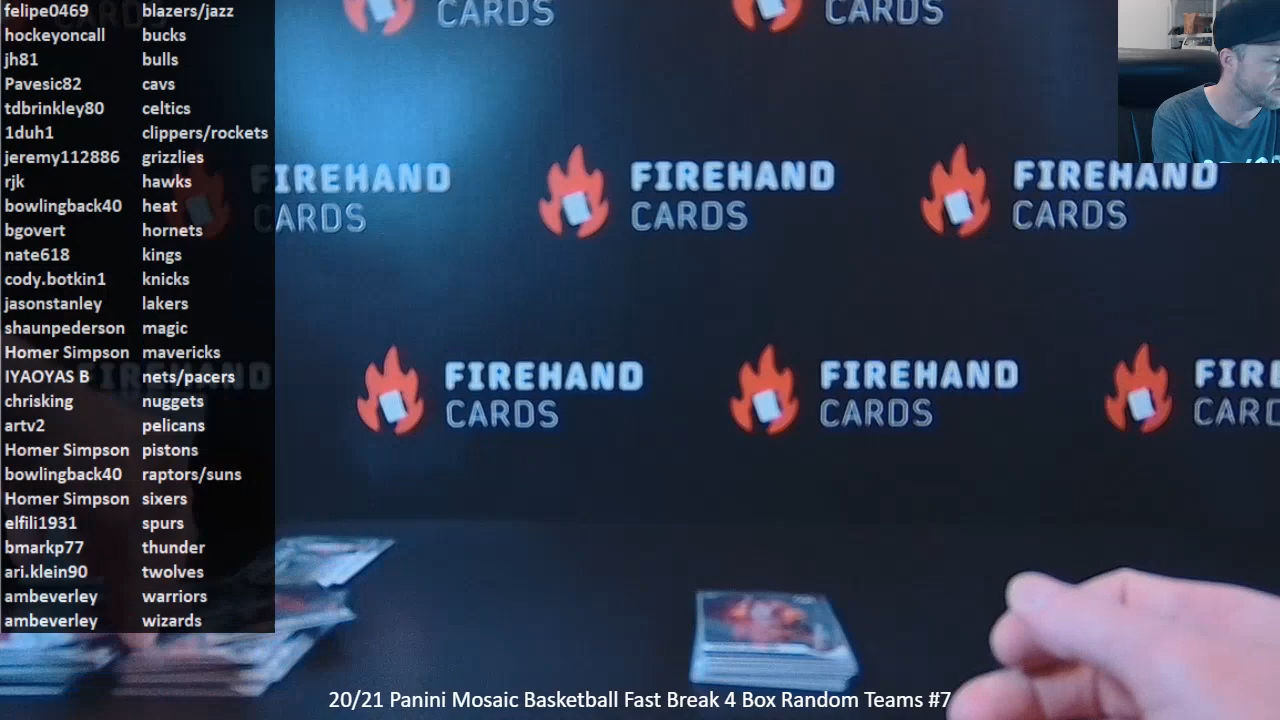 felipe0469 blazers/jazz
hockeyoncall bucks
jh81 bulls
Pavesic82 cavs
tdbrinkley80 celtics
1duh1 clippers/rockets
jeremy112886 grizzlies
rjk hawks
bowlingback40 heat
bgovert hornets
nate618 kings
cody.botkin1 knicks
jasonstanley lakers
shaunpederson magic
Homer Simpson mavericks
IYAOYAS B nets/pacers
chrisking nuggets
artv2 pelicans
Homer Simpson pistons
bowlingback40 raptors/suns
Homer Simpson sixers
elfili1931 spurs
bmarkp77 thunder
ari.klein90 twolves
ambeverley warriors
ambeverley wizards
CARDS CARDS
FIREHAND FIREHAND FIREHAND
CARDS CARDS CARDS
FIREHAND FIREHAND FIREHAND FIRE
CARDS CARDS CARD
20/21 Panini Mosaic Basketball Fast Break 4 Box Random Teams #7